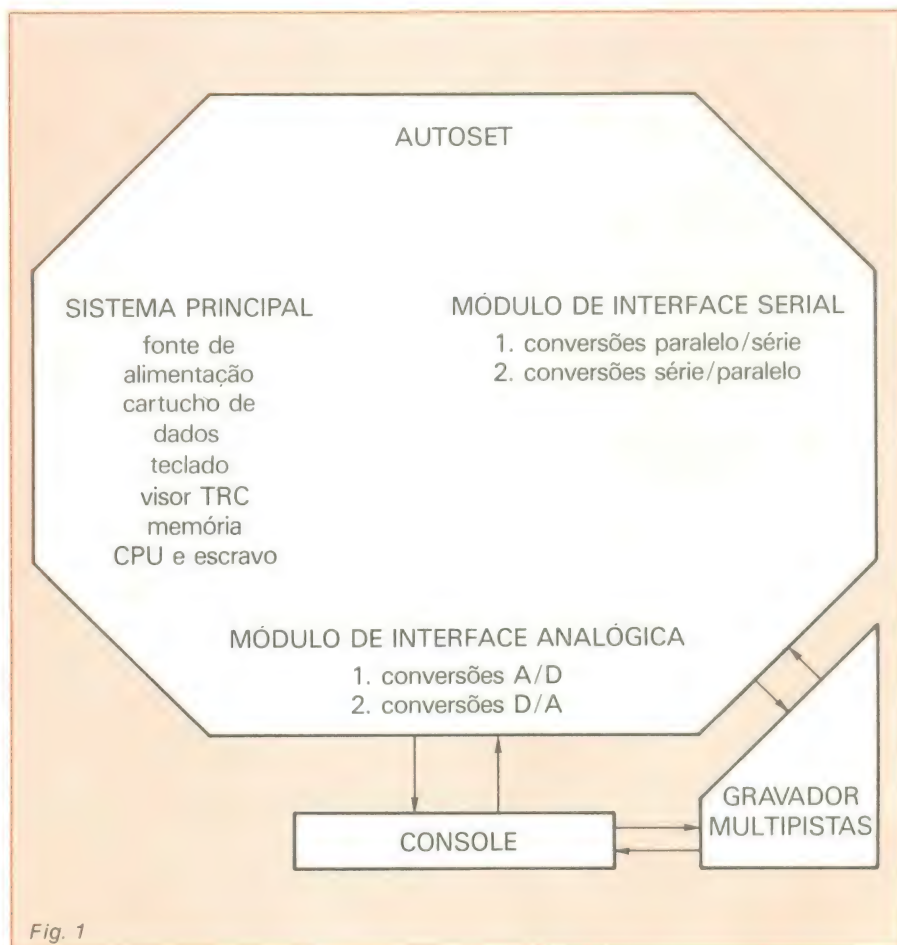 AUTOSET
SISTEMA PRINCIPAL
fonte de
alimentação
cartucho de
dados
teclado
visor TRC
memória
CPU e escravo
MÓDULO DE INTERFACE SERIAL
1. conversões paralelo/série
2. conversões série/paralelo
MÓDULO DE INTERFACE ANALÓGICA
1. conversões A/D
2. conversões D/A
CONSOLE
GRAVADOR
MULTIPISTAS
Fig. 1